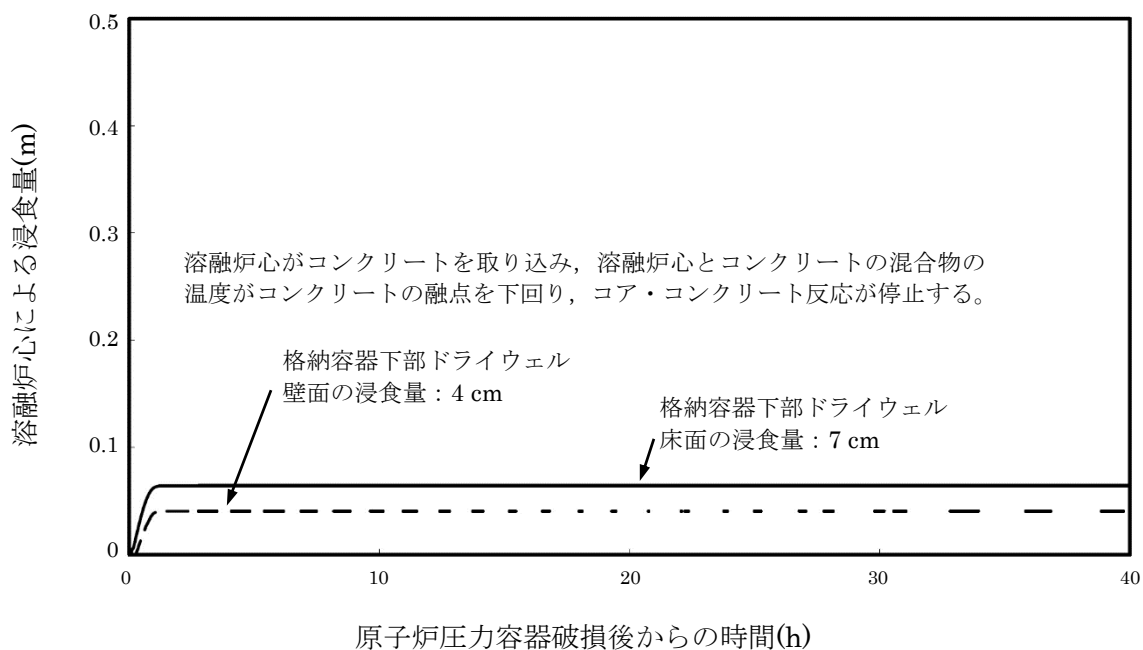 溶融炉心による浸食量(m)
0.5
0.4
0.3
0.2
0.1
0
溶融炉心がコンクリートを取り込み，溶融炉心とコンクリートの混合物の
温度がコンクリートの融点を下回り，コア・コンクリート反応が停止する。
格納容器下部ドライウェル
壁面の浸食量：4 cm
格納容器下部ドライウェル
床面の浸食量：7 cm
0
10
20
30
40
原子炉圧力容器破損後からの時間(h)